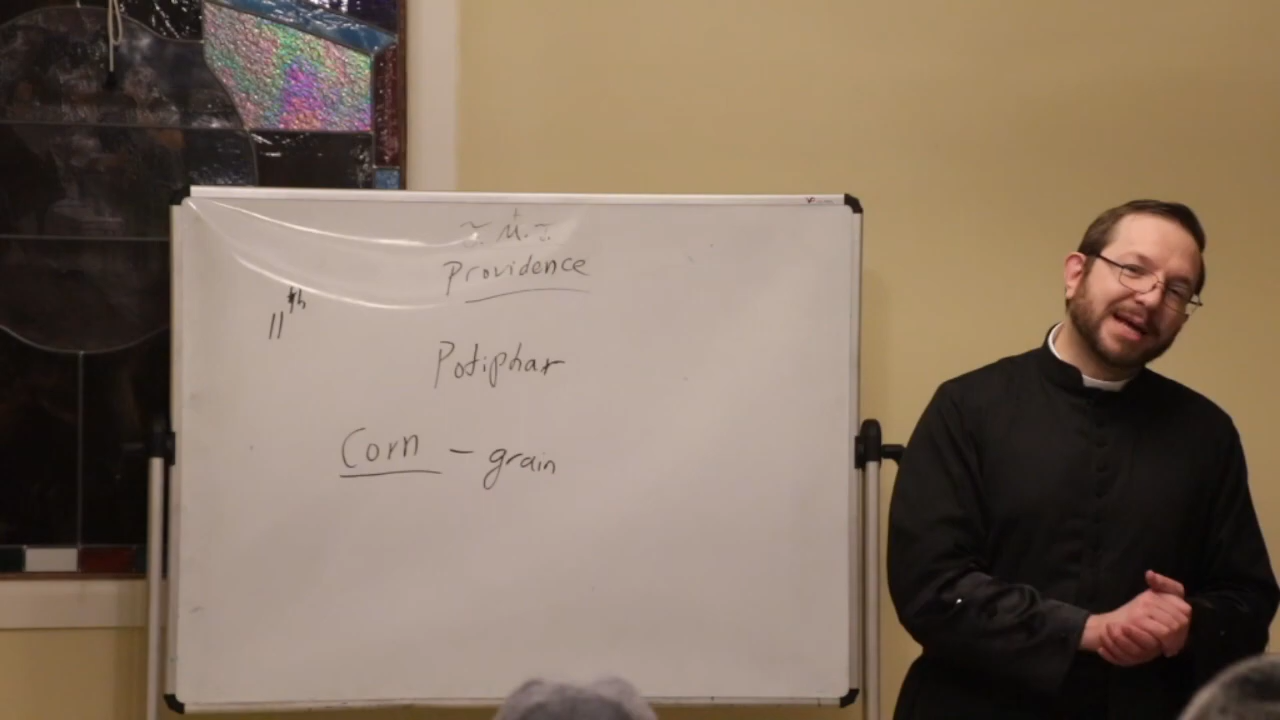 J. M. J.
Providence
11th
Potiphar
Corn - grain